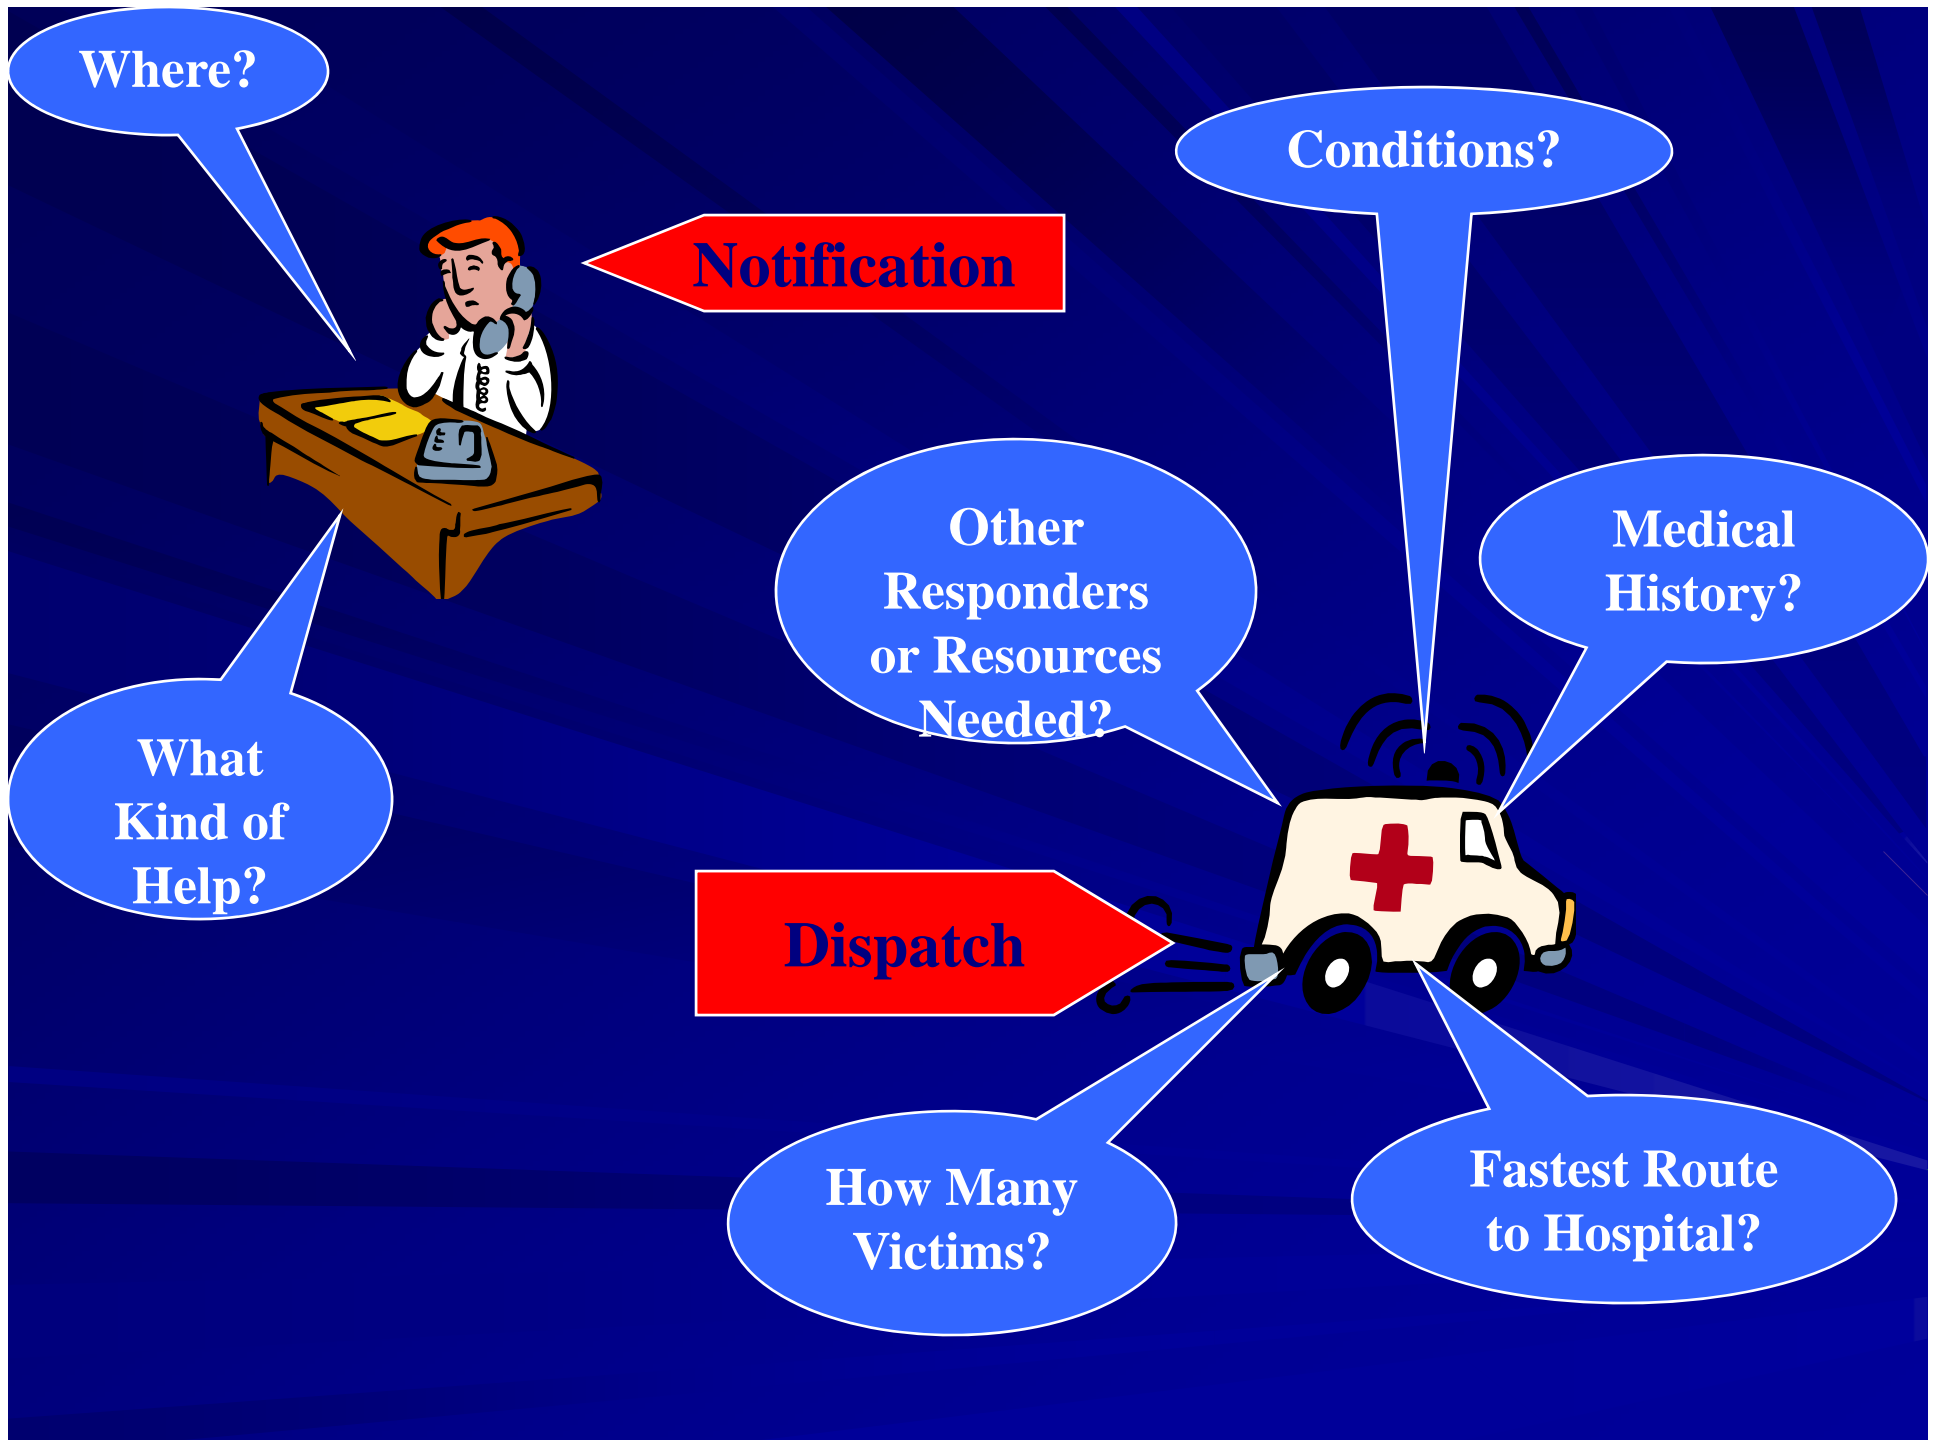 Where?
Conditions?
Notification
Other
Responders
or Resources
Needed?
Medical
History?
What
Kind of
Help?
Dispatch
How Many
Victims?
Fastest Route
to Hospital?